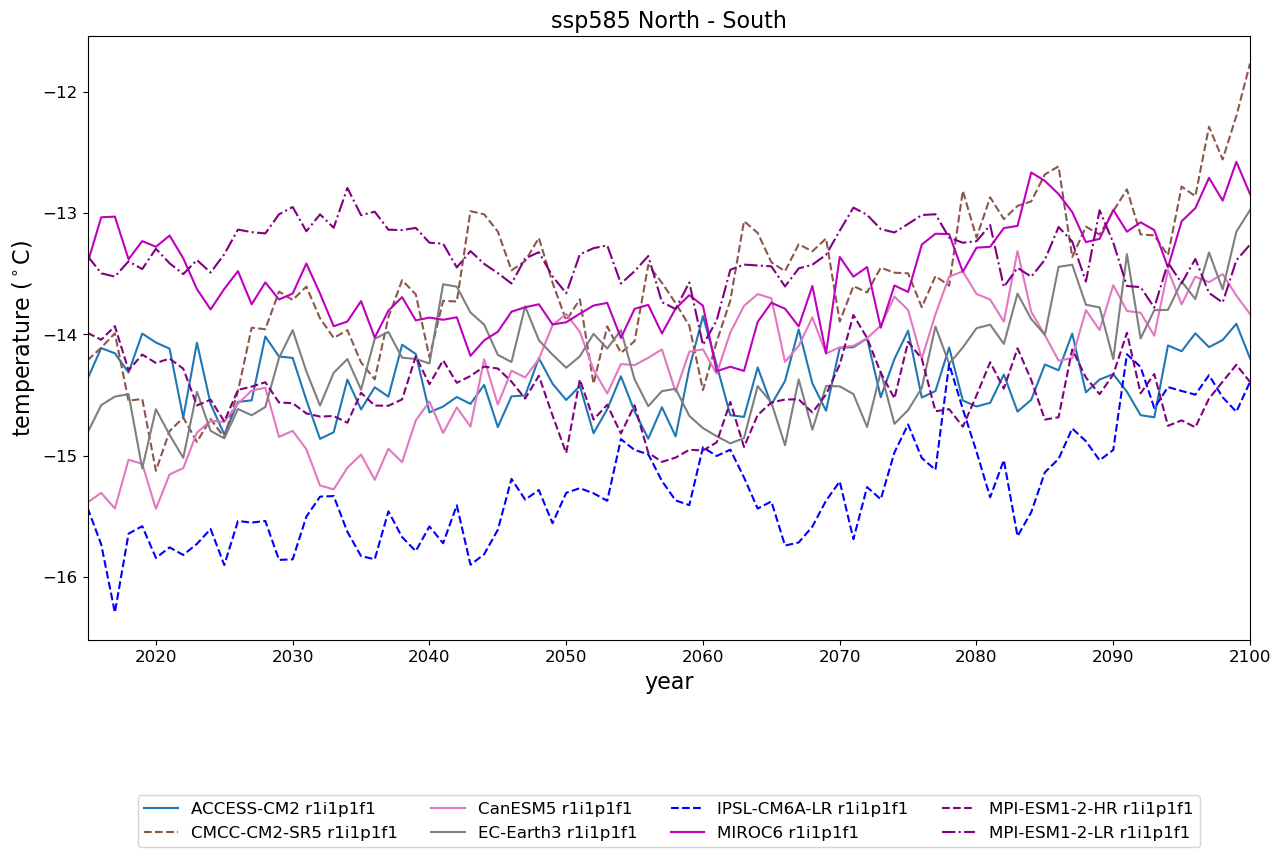 ssp585 North - South
temperature (°C)
−12
−13
−14
−15
−16
2020 2030 2040 2050 2060 2070 2080 2090 2100
year
ACCESS-CM2 r1i1p1f1 CanESM5 r1i1p1f1 IPSL-CM6A-LR r1i1p1f1 MPI-ESM1-2-HR r1i1p1f1
CMCC-CM2-SR5 r1i1p1f1 EC-Earth3 r1i1p1f1 MIROC6 r1i1p1f1 MPI-ESM1-2-LR r1i1p1f1